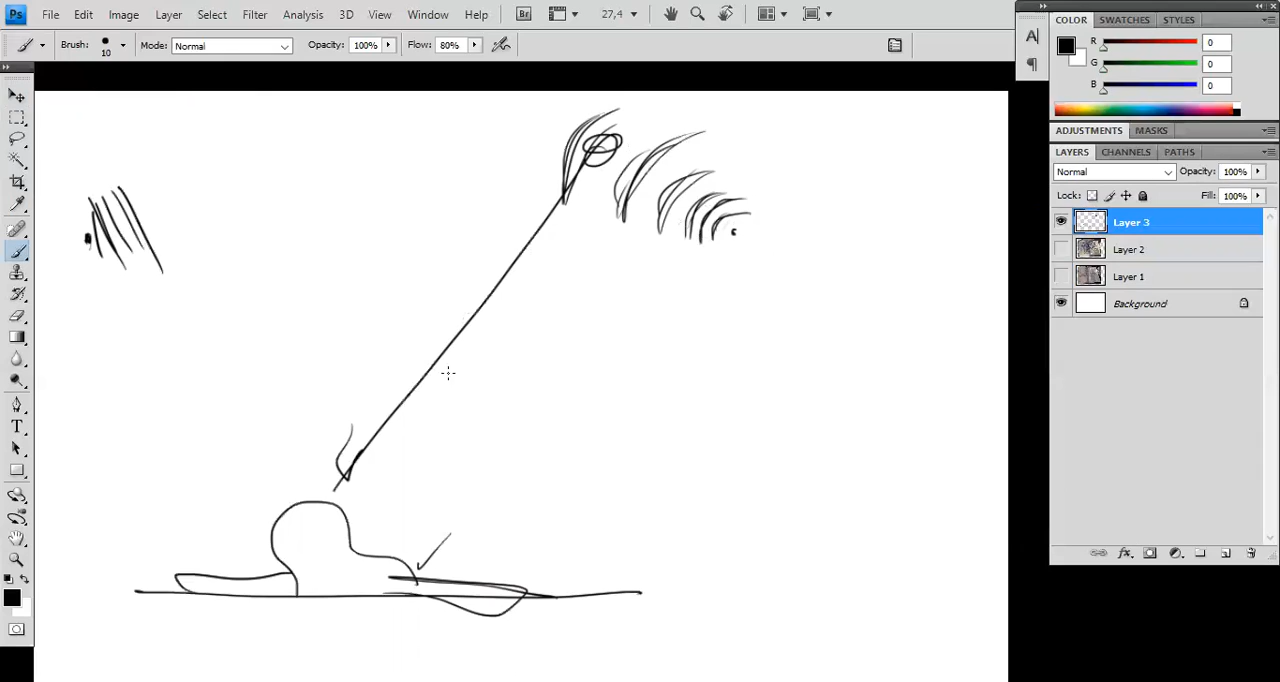 Ps File Edit Image Layer Select Filter Analysis 3D View Window Help Br 27,4
Brush: 10 Mode: Normal Opacity: 100% Flow: 80%
COLOR SWATCHES STYLES
R 0
G 0
B 0
ADJUSTMENTS MASKS
LAYERS CHANNELS PATHS
Normal Opacity: 100%
Lock: Fill: 100%
Layer 3
Layer 2
Layer 1
Background